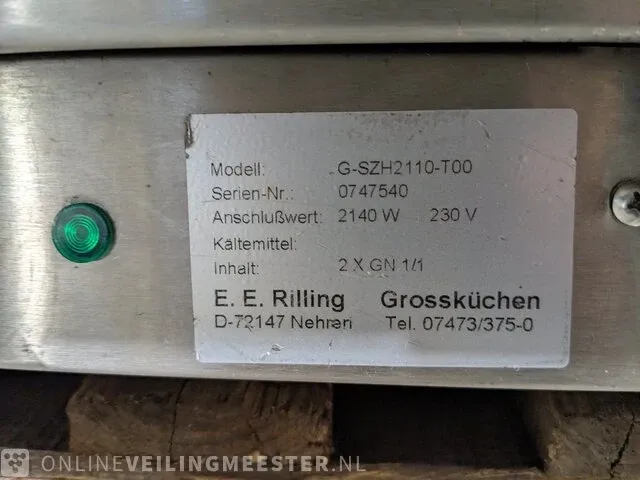 Modell: G-SZH2110-T00
Serien-Nr.: 0747540
Anschlußwert: 2140 W 230 V
Kältemittel:
Inhalt: 2 X GN 1/1
E. E. Rilling Grossküchen
D-72147 Nehren Tel. 07473/375-0
ONLINEVEILINGMEESTER.NL